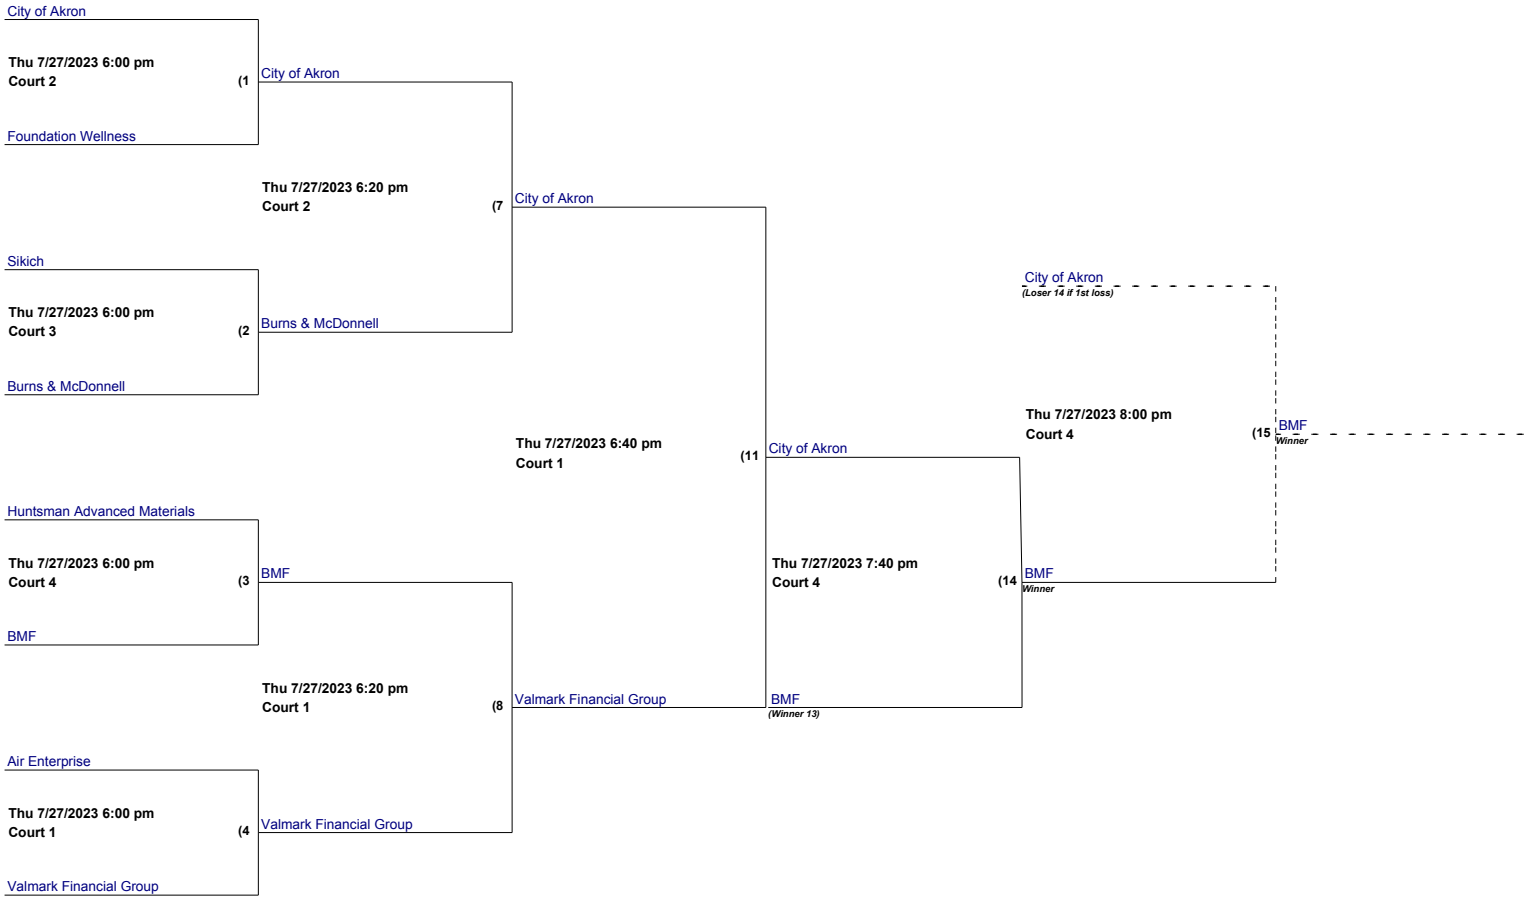 City of Akron
Thu 7/27/2023 6:00 pm
Court 2
(1
City of Akron
Foundation Wellness
Thu 7/27/2023 6:20 pm
Court 2
(7
City of Akron
Sikich
Thu 7/27/2023 6:00 pm
Court 3
(2
Burns & McDonnell
Burns & McDonnell
City of Akron
(Loser 14 if 1st loss)
Thu 7/27/2023 8:00 pm
Court 4
(15
BMF
Winner
Thu 7/27/2023 6:40 pm
Court 1
(11
City of Akron
Huntsman Advanced Materials
Thu 7/27/2023 6:00 pm
Court 4
(3
BMF
BMF
Thu 7/27/2023 7:40 pm
Court 4
(14
BMF
Winner
Thu 7/27/2023 6:20 pm
Court 1
(8
Valmark Financial Group
BMF
(Winner 13)
Air Enterprise
Thu 7/27/2023 6:00 pm
Court 1
(4
Valmark Financial Group
Valmark Financial Group